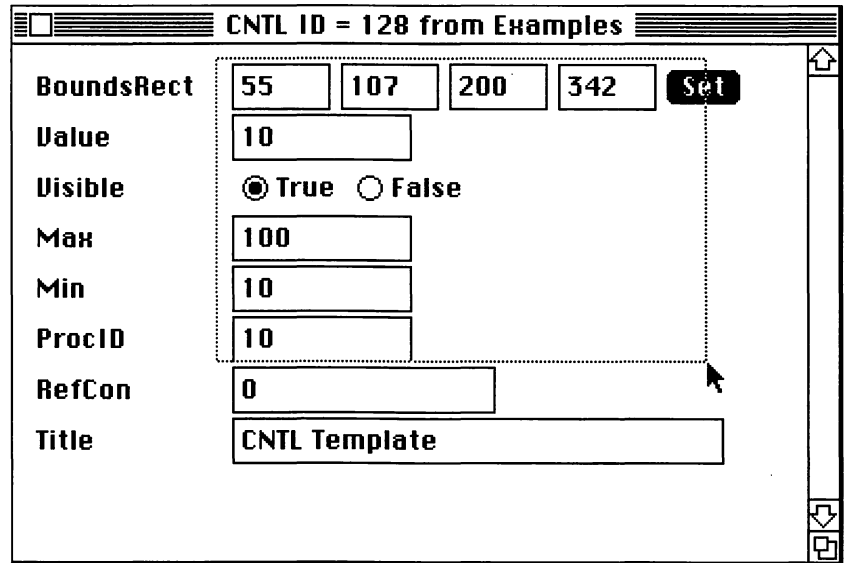 CNTL ID = 128 from Examples
BoundsRect 55 107 200 342 Set
Value 10
Visible True False
Max 100
Min 10
ProcID 10
RefCon 0
Title CNTL Template